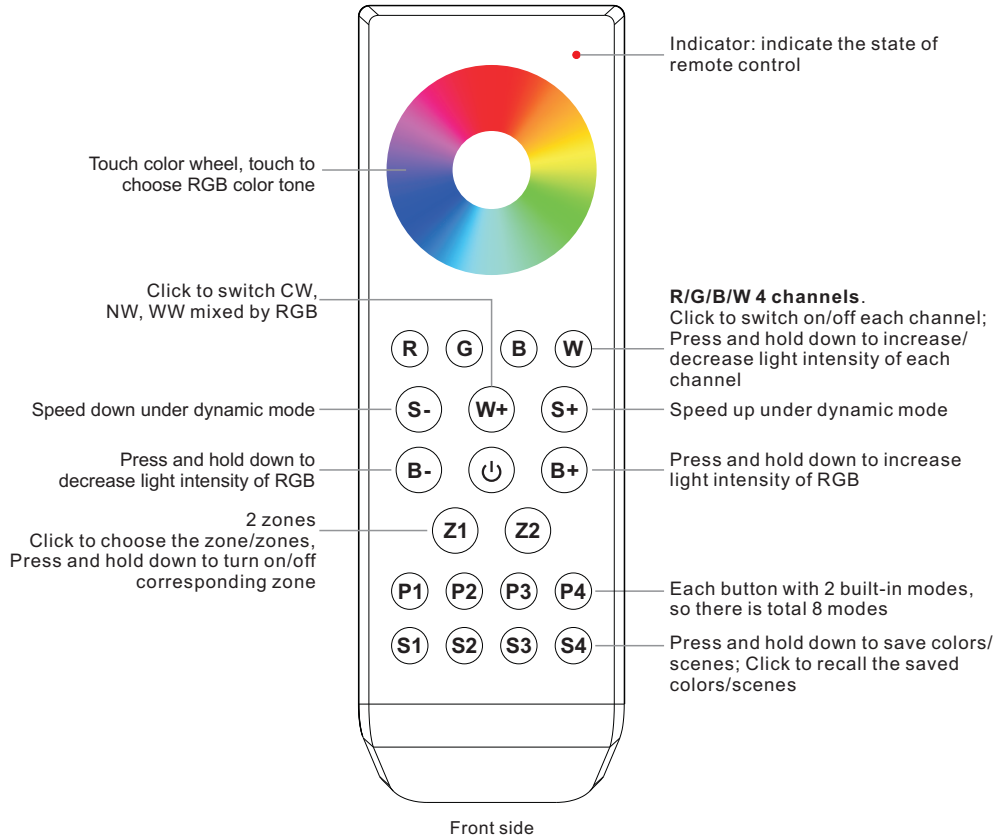 Indicator: indicate the state of
remote control
Touch color wheel, touch to
choose RGB color tone
Click to switch CW,
NW, WW mixed by RGB
R/G/B/W 4 channels.
Click to switch on/off each channel;
Press and hold down to increase/
decrease light intensity of each
channel
R G B W
Speed down under dynamic mode
S- W+ S+
Speed up under dynamic mode
Press and hold down to
decrease light intensity of RGB
B- B+
Press and hold down to increase
light intensity of RGB
2 zones
Click to choose the zone/zones,
Press and hold down to turn on/off
corresponding zone
Z1 Z2
P1 P2 P3 P4
Each button with 2 built-in modes,
so there is total 8 modes
S1 S2 S3 S4
Press and hold down to save colors/
scenes; Click to recall the saved
colors/scenes
Front side